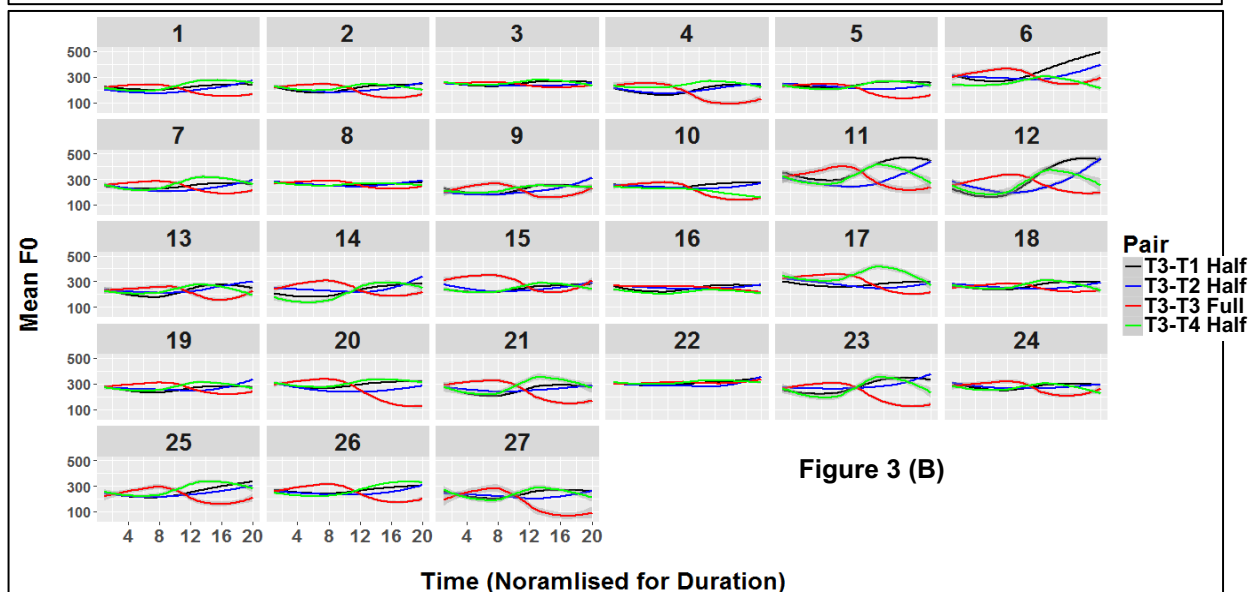 1 2 3 4 5 6
500
300
100
7 8 9 10 11 12
500
300
100
13 14 15 16 17 18
500
300
100
19 20 21 22 23 24
500
300
100
25 26 27
500
300
100
4 8 12 16 20 4 8 12 16 20 4 8 12 16 20
Mean F0
Time (Noramlised for Duration)
Figure 3 (B)
Pair
T3-T1 Half
T3-T2 Half
T3-T3 Full
T3-T4 Half